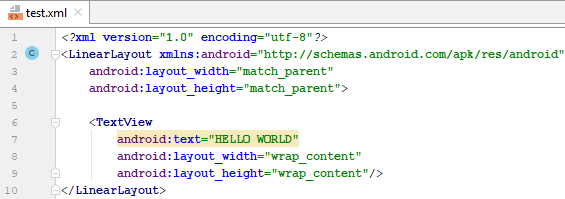 test.xml
1 <?xml version="1.0" encoding="utf-8"?>
2 C <LinearLayout xmlns:android="http://schemas.android.com/apk/res/android"
3 android:layout_width="match_parent"
4 android:layout_height="match_parent">
5
6 <TextView
7 android:text="HELLO WORLD"
8 android:layout_width="wrap_content"
9 android:layout_height="wrap_content"/>
10 </LinearLayout>